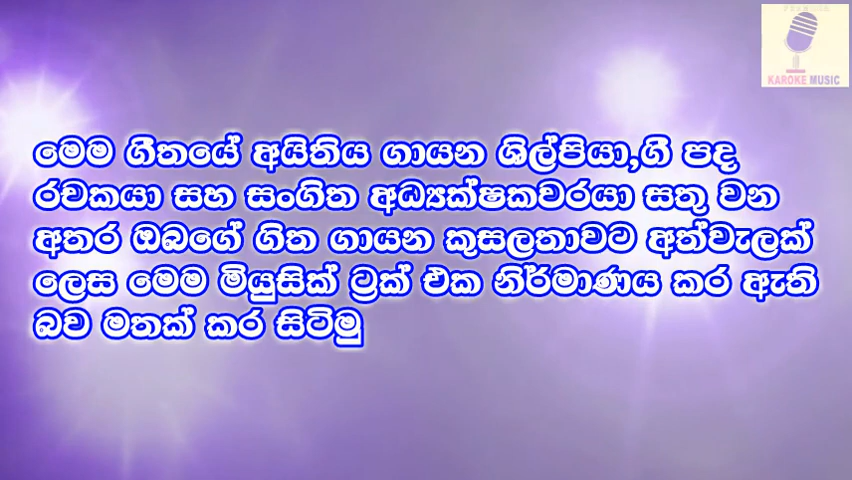 KAROKE MUSIC
මෙම ගීතයේ අයිතිය ගායන ශිල්පියා,ගී පද
රචකයා සහ සංගීත අධ්‍යක්ෂකවරයා සතු වන
අතර ඔබගේ ගීත ගායන කුසලතාවට අත්වැලක්
ලෙස මෙම මියුසික් ට්‍රක් එක නිර්මාණය කර ඇති
බව මතක් කර සිටිමු